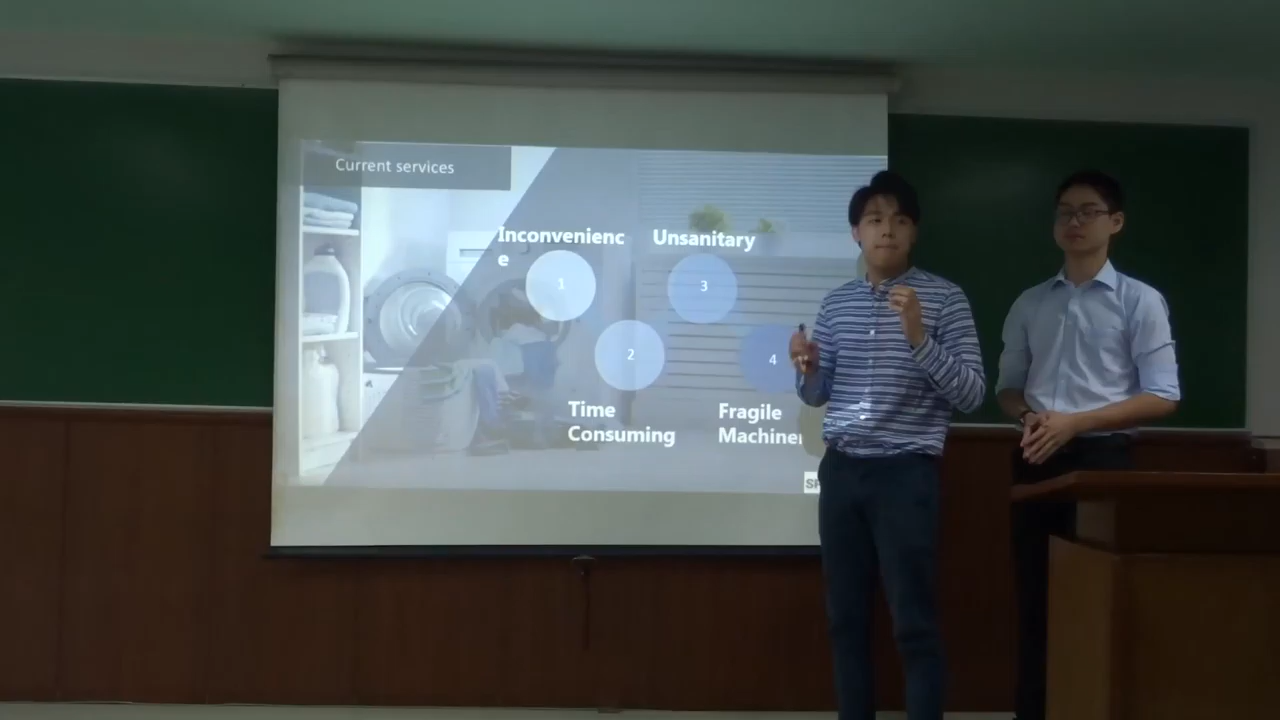 Current services
Inconvenienc
e
Unsanitary
1
3
2
4
Time
Consuming
Fragile